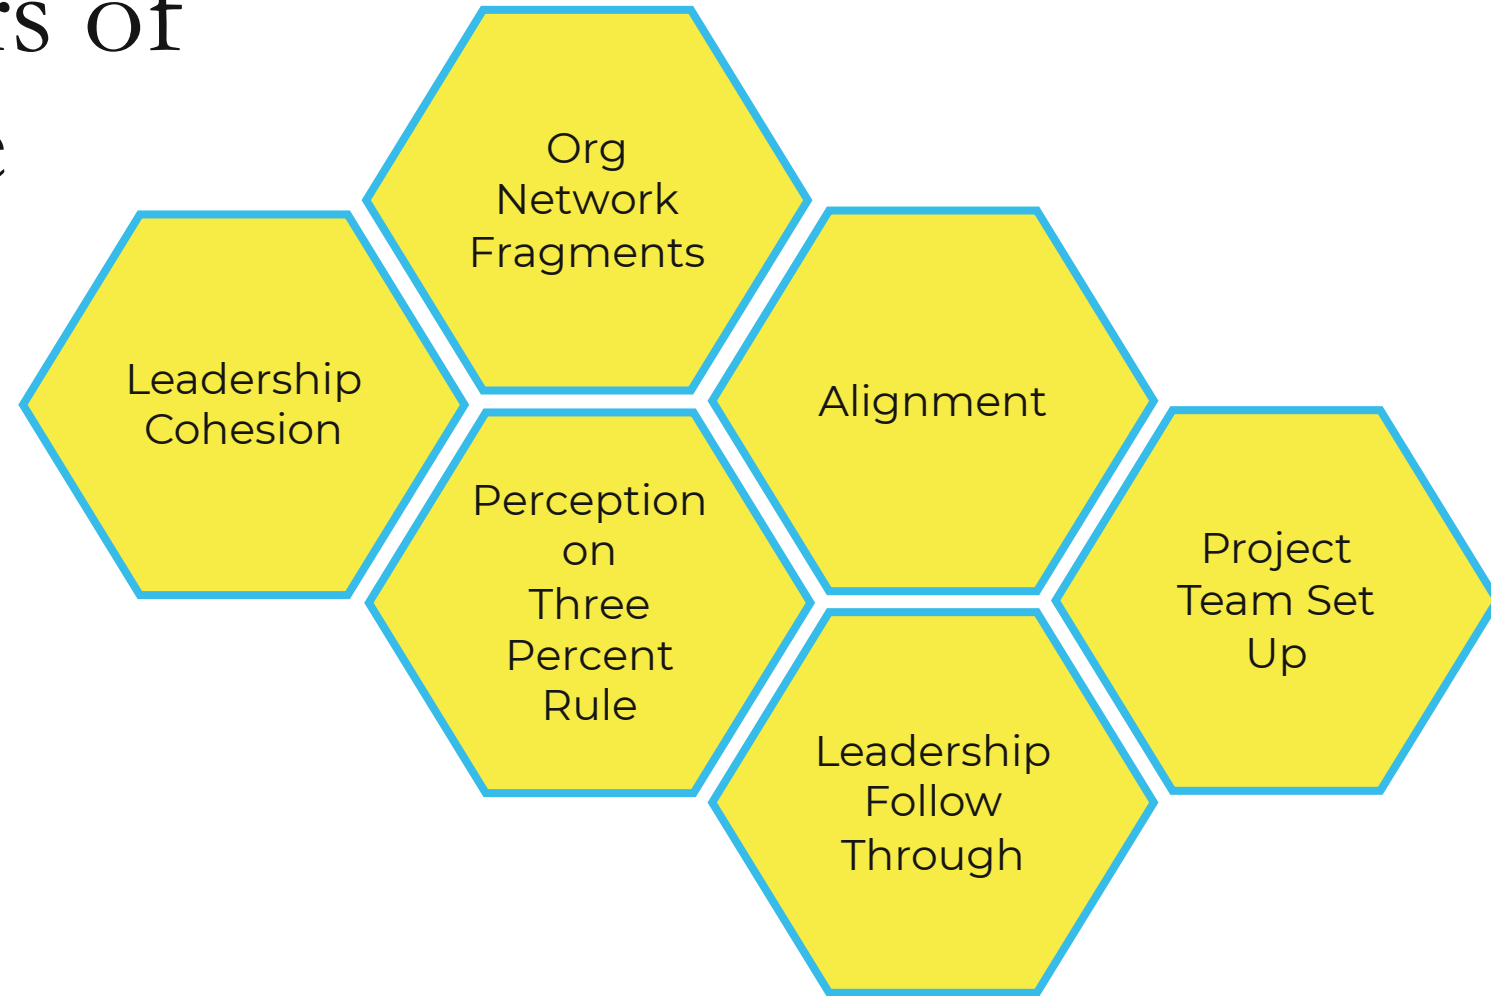 rs of
Org
Network
Fragments
Leadership
Cohesion
Alignment
Perception
on
Three
Percent
Rule
Project
Team Set
Up
Leadership
Follow
Through